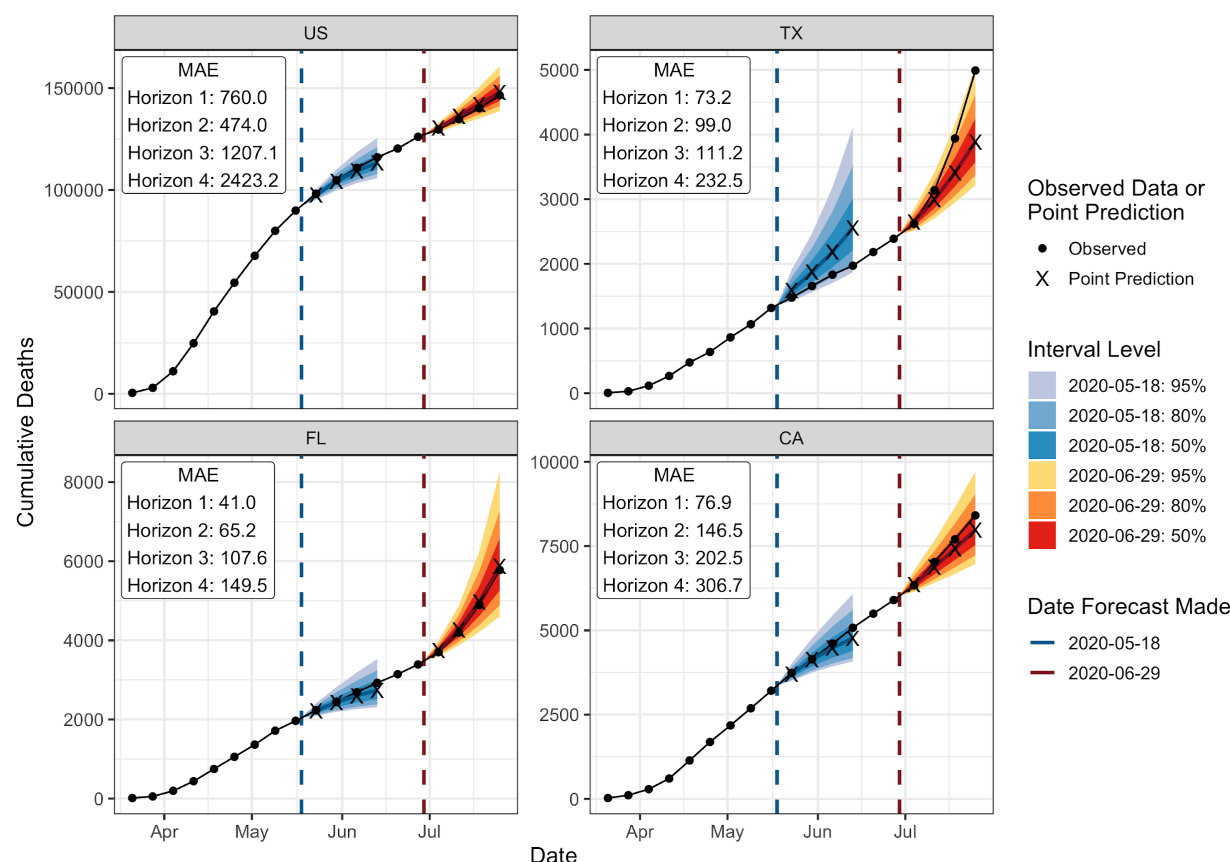 US
MAE
Horizon 1: 760.0
Horizon 2: 474.0
Horizon 3: 1207.1
Horizon 4: 2423.2
150000
100000
50000
0
TX
MAE
Horizon 1: 73.2
Horizon 2: 99.0
Horizon 3: 111.2
Horizon 4: 232.5
5000
4000
3000
2000
1000
0
FL
MAE
Horizon 1: 41.0
Horizon 2: 65.2
Horizon 3: 107.6
Horizon 4: 149.5
8000
6000
4000
2000
0
Apr May Jun Jul
CA
MAE
Horizon 1: 76.9
Horizon 2: 146.5
Horizon 3: 202.5
Horizon 4: 306.7
10000
7500
5000
2500
0
Apr May Jun Jul
Cumulative Deaths
Date
Observed Data or
Point Prediction
Observed
X Point Prediction
Interval Level
2020-05-18: 95%
2020-05-18: 80%
2020-05-18: 50%
2020-06-29: 95%
2020-06-29: 80%
2020-06-29: 50%
Date Forecast Made
2020-05-18
2020-06-29